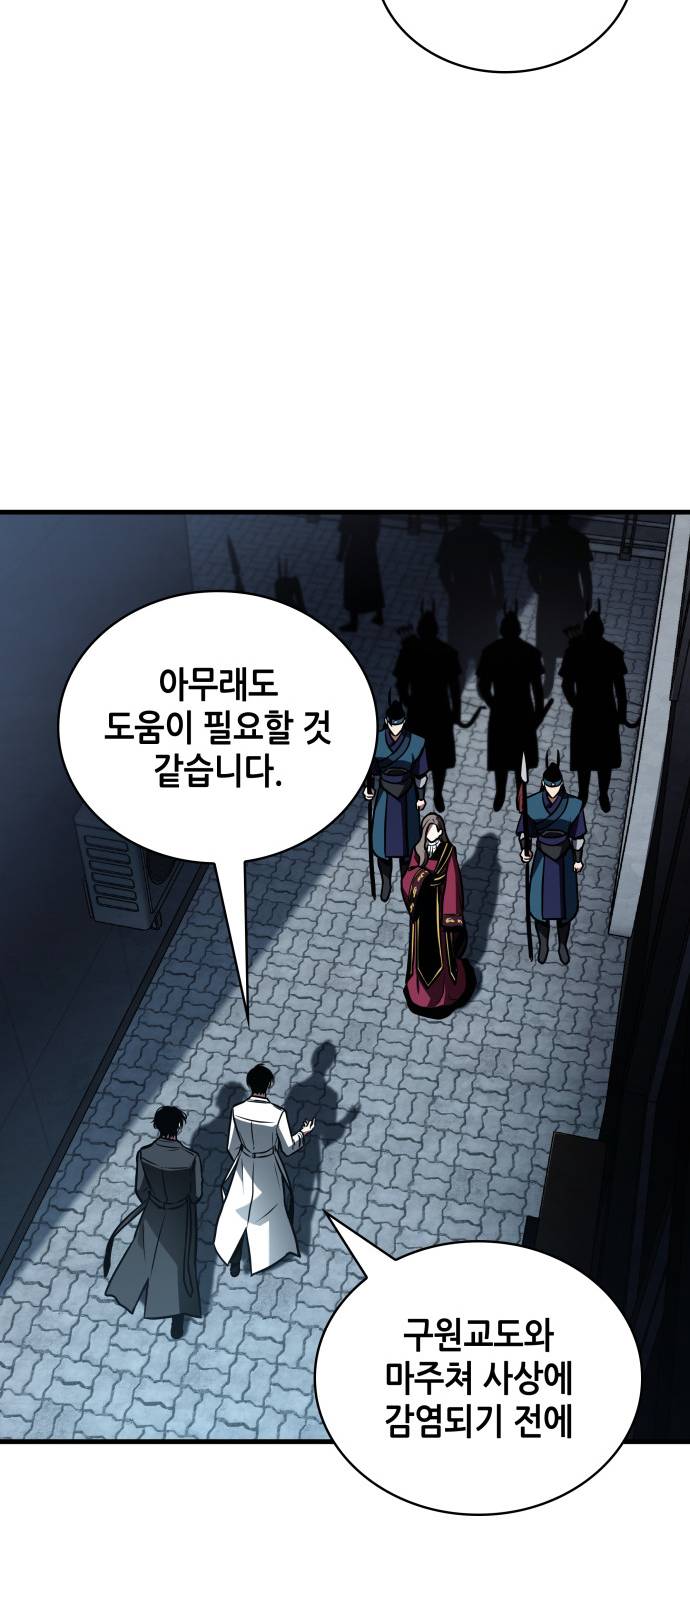 아무래도
도움이 필요할 것
같습니다.
구원교도와
마주쳐 사상에
감염되기 전에